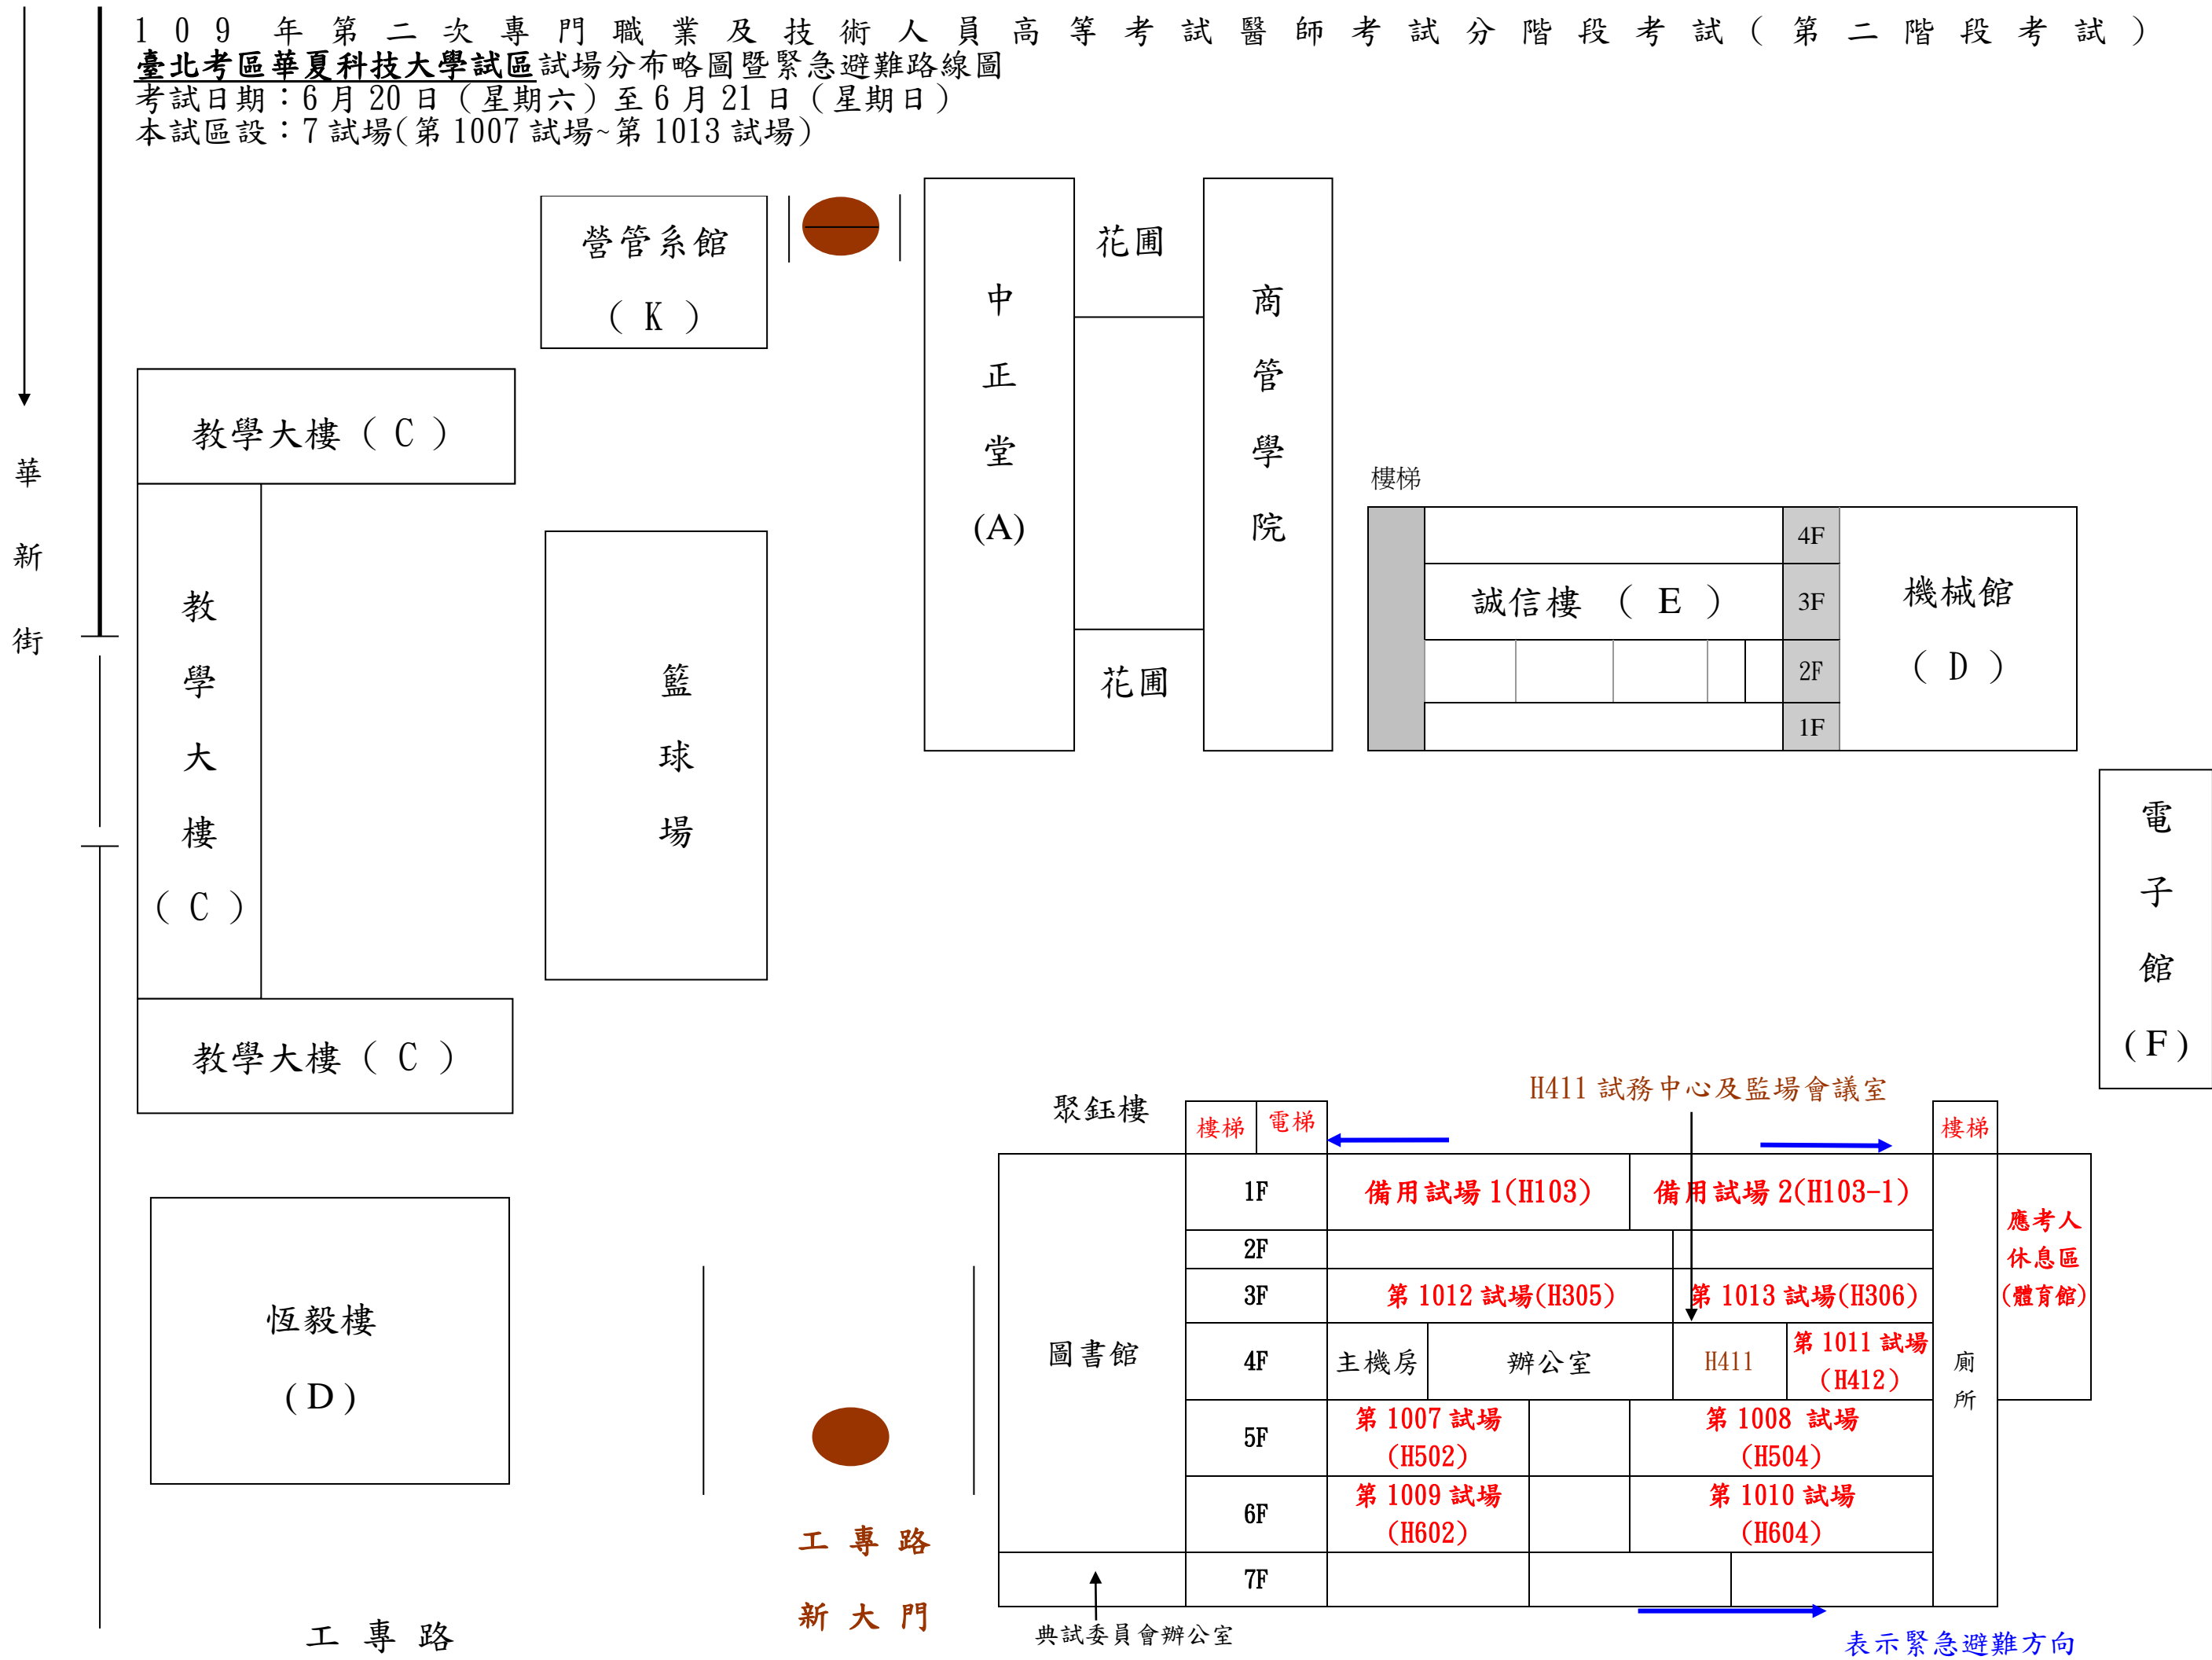 109年第二次專門職業及技術人員高等考試醫師考試分階段考試(第二階段考試)
臺北考區華夏科技大學試區試場分布略圖暨緊急避難路線圖
考試日期：6月20日（星期六）至6月21日（星期日）
本試區設：7試場(第1007試場~第1013試場)
華新街
營管系館
（K）
教學大樓（C）
教學大樓（C）
教學大樓（C）
籃球場
中正堂(A)
花圃
花圃
商管學院
樓梯
4F
誠信樓（E） 3F
2F
1F
機械館
（D）
電子館(F)
恆毅樓
(D)
工專路
新大門
工專路
聚鈺樓
H411試務中心及監場會議室
樓梯 電梯 樓梯
圖書館
1F 備用試場1(H103) 備用試場2(H103-1)
2F
3F 第1012試場(H305) 第1013試場(H306)
4F 主機房 辦公室 H411 第1011試場
(H412)
5F 第1007試場 第1008 試場
(H502) (H504)
6F 第1009試場 第1010試場
(H602) (H604)
7F
廁所
應考人
休息區
(體育館)
典試委員會辦公室
表示緊急避難方向